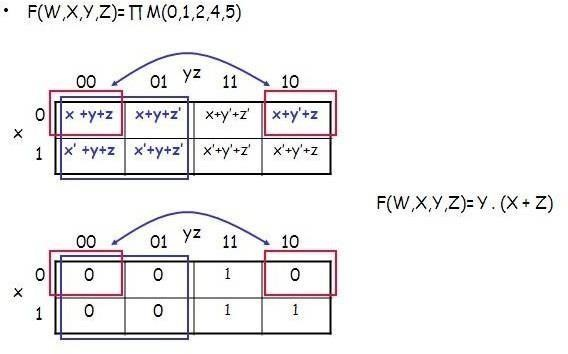 • F(W,X,Y,Z)= ∏ M(0,1,2,4,5)
yz
00 01 11 10
x
0 x +y+z x+y+z' x+y'+z' x+y'+z
1 x' +y+z x'+y+z' x'+y'+z' x'+y'+z
F(W,X,Y,Z)= Y . (X + Z)
yz
00 01 11 10
x
0 0 0 1 0
1 0 0 1 1